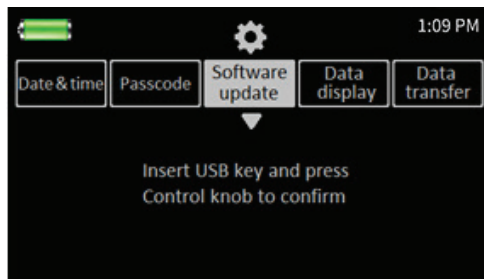 1:09 PM
Date & time
Passcode
Software
update
Data
display
Data
transfer
Insert USB key and press
Control knob to confirm